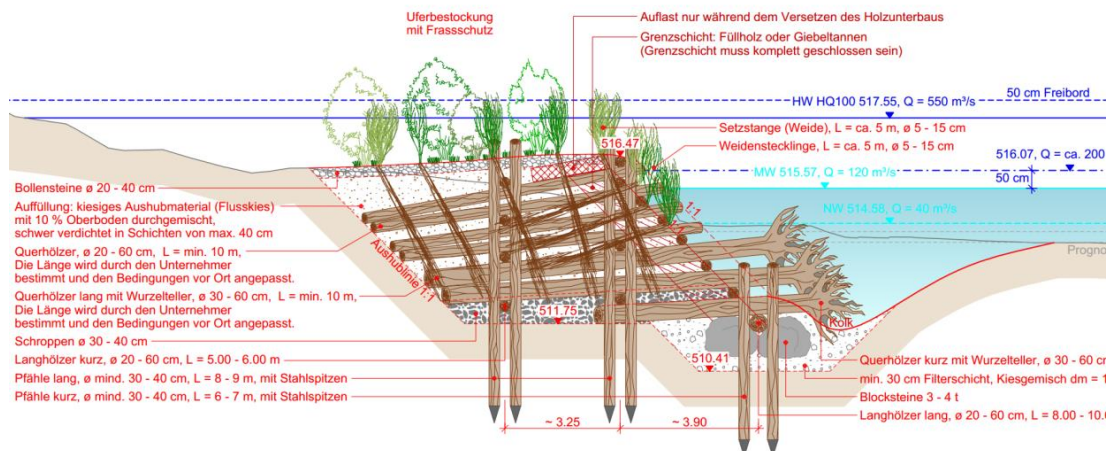 Uferbestockung
mit Frassschutz
Auflast nur während dem Versetzen des Holzunterbaus
Grenzschicht: Füllholz oder Giebeltannen
(Grenzschicht muss komplett geschlossen sein)
50 cm Freibord
HW HQ100 517.55, Q = 550 m³/s
Setzstange (Weide), L = ca. 5 m, ø 5 - 15 cm
516.47
Weidenstecklinge, L = ca. 5 m, ø 5 - 15 cm
516.07, Q = ca. 200
MW 515.57, Q = 120 m³/s
50 cm
Bollensteine ø 20 - 40 cm
Auffüllung: kiesiges Aushubmaterial (Flusskies)
mit 10 % Oberboden durchgemischt,
schwer verdichtet in Schichten von max. 40 cm
1:1
NW 514.58, Q = 40 m³/s
Querhölzer, ø 20 - 60 cm, L = min. 10 m,
Die Länge wird durch den Unternehmer
bestimmt und den Bedingungen vor Ort angepasst.
Aushublinie 1:1
1:1
Progno
Querhölzer lang mit Wurzelteller, ø 30 - 60 cm, L = min. 10 m,
Die Länge wird durch den Unternehmer
bestimmt und den Bedingungen vor Ort angepasst.
511.75
Kolk
Schroppen ø 30 - 40 cm
Langhölzer kurz, ø 20 - 60 cm, L = 5.00 - 6.00 m
510.41
Querhölzer kurz mit Wurzelteller, ø 30 - 60 cm
Pfähle lang, ø mind. 30 - 40 cm, L = 8 - 9 m, mit Stahlspitzen
min. 30 cm Filterschicht, Kiesgemisch dm = 1
Pfähle kurz, ø mind. 30 - 40 cm, L = 6 - 7 m, mit Stahlspitzen
Blocksteine 3 - 4 t
Langhölzer lang, ø 20 - 60 cm, L = 8.00 - 10.0
~ 3.25
~ 3.90